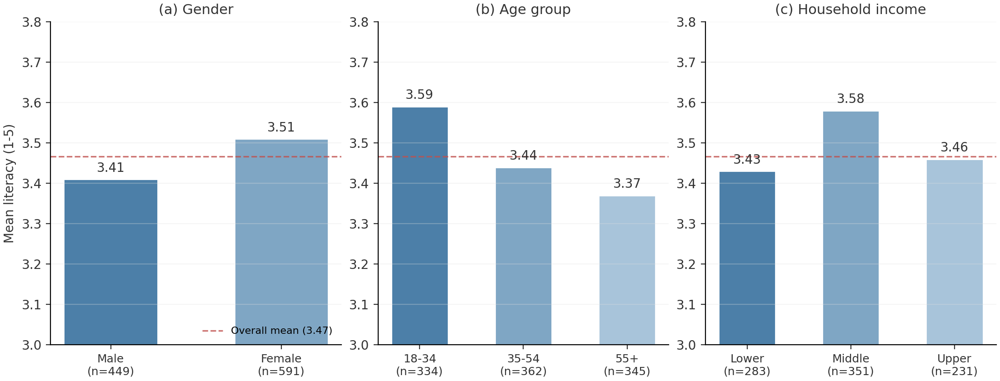 (a) Gender
Mean literacy (1-5)
3.8
3.7
3.6
3.5
3.4
3.3
3.2
3.1
3.0
3.41
3.51
Overall mean (3.47)
Male
(n=449)
Female
(n=591)
(b) Age group
3.8
3.7
3.6
3.5
3.4
3.3
3.2
3.1
3.0
3.59
3.44
3.37
18-34
(n=334)
35-54
(n=362)
55+
(n=345)
(c) Household income
3.8
3.7
3.6
3.5
3.4
3.3
3.2
3.1
3.0
3.43
3.58
3.46
Lower
(n=283)
Middle
(n=351)
Upper
(n=231)